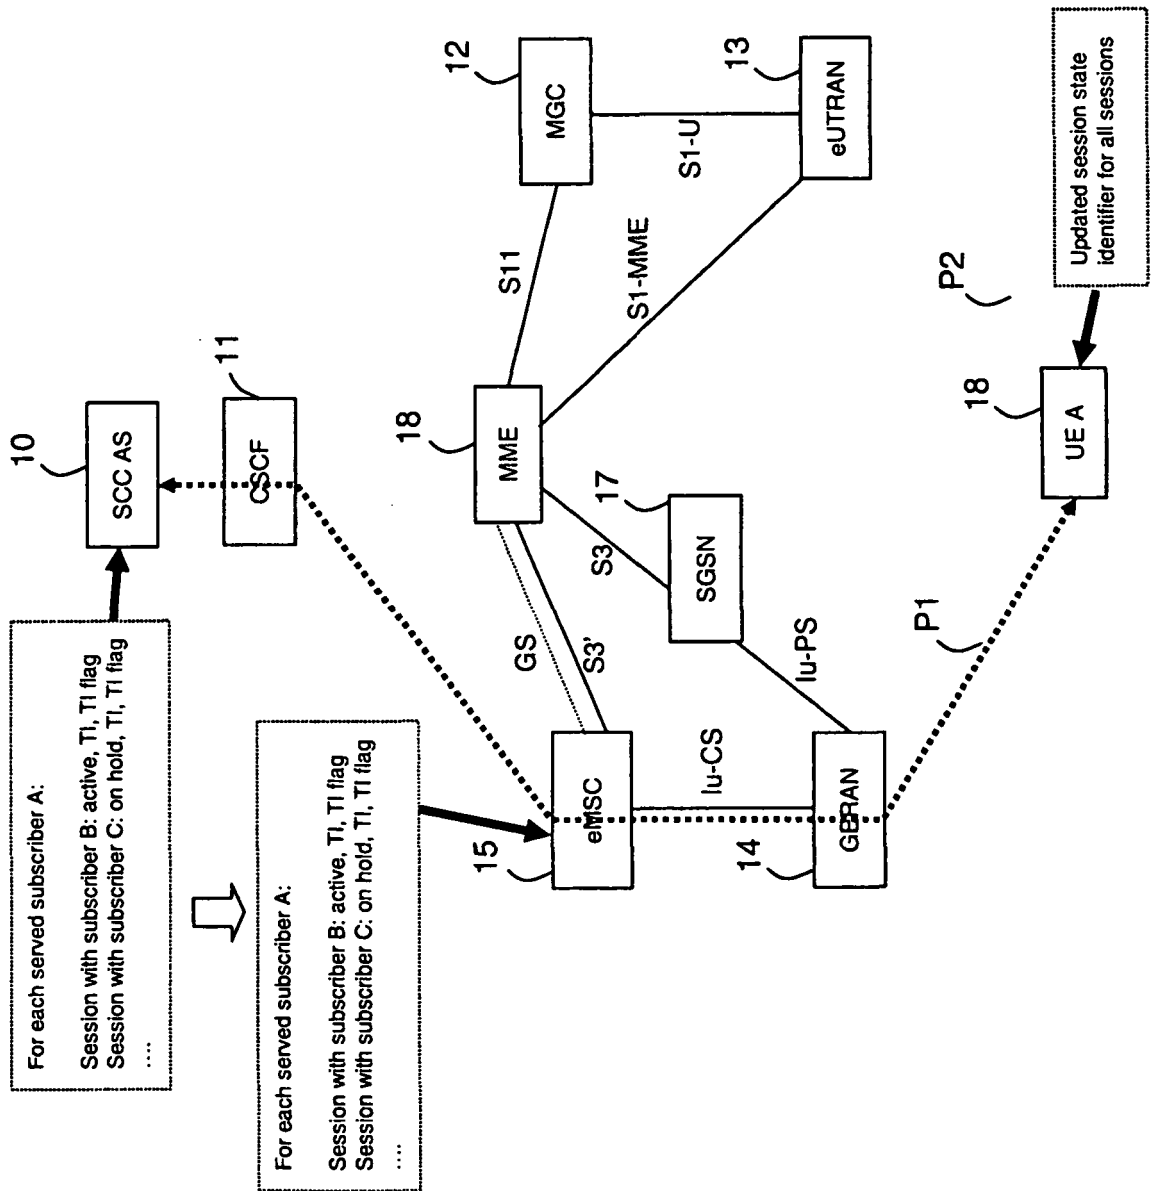 For each served subscriber A:
Session with subscriber B: active, TI, TI flag
Session with subscriber C: on hold, TI, TI flag
....
10
SCC AS
11
CSCF
For each served subscriber A:
Session with subscriber B: active, TI, TI flag
Session with subscriber C: on hold, TI, TI flag
....
15
eMSC
GS
S3'
18
MME
S11
12
MGC
S3
17
SGSN
S1-MME
S1-U
Iu-CS
Iu-PS
14
GERAN
13
eUTRAN
P1
18
UE A
P2
Updated session state
identifier for all sessions